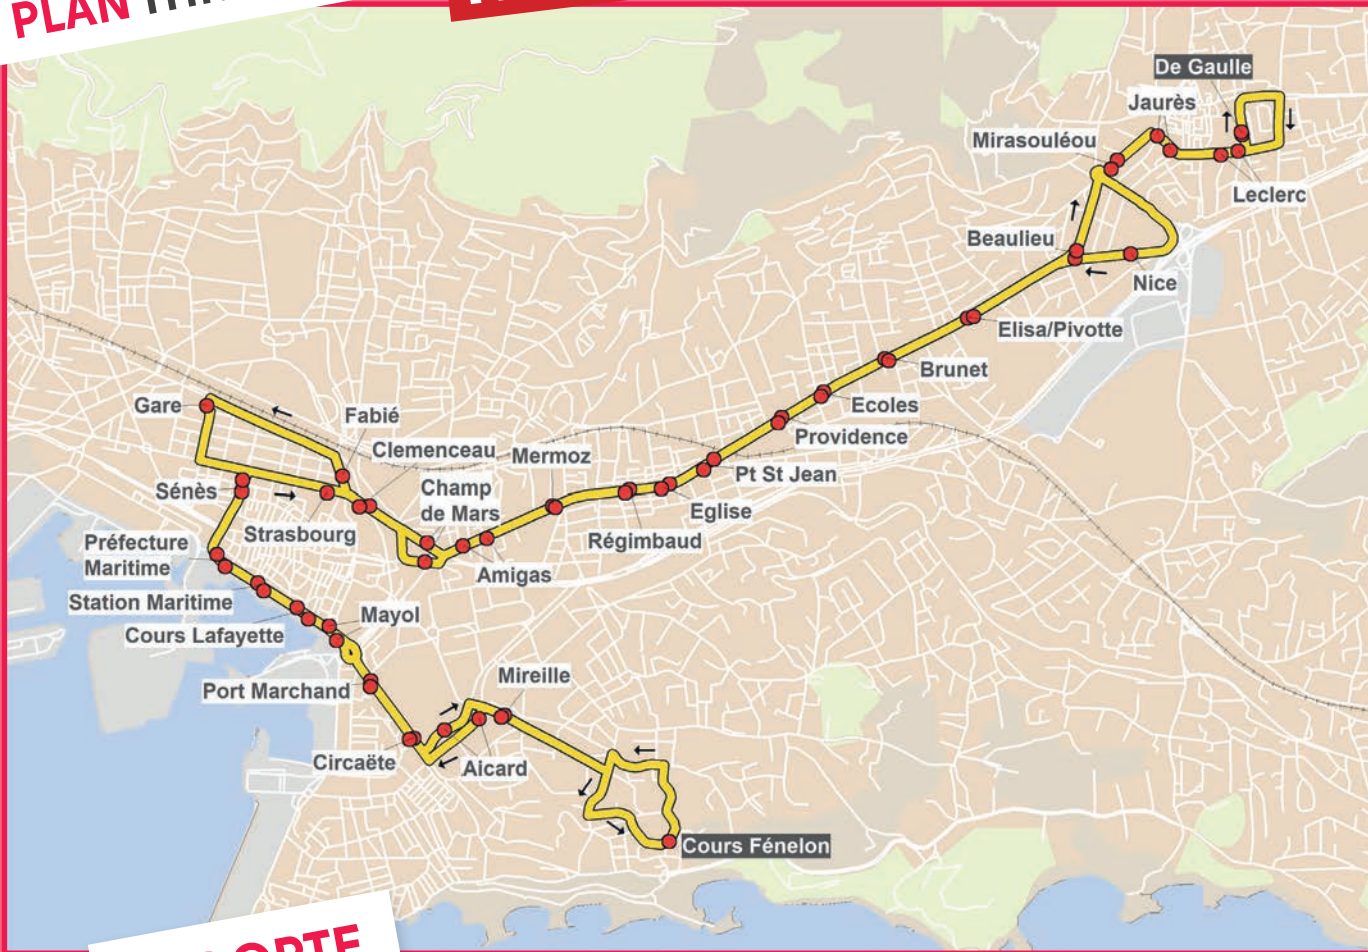 PLAN
De Gaulle
Jaurès
Mirasouléou
Leclerc
Beaulieu
Nice
Elisa/Pivotte
Brunet
Ecoles
Providence
Pt St Jean
Eglise
Régimbaud
Mermoz
Amigas
Champ
de Mars
Clemenceau
Fabié
Gare
Strasbourg
Sénès
Préfecture
Maritime
Station Maritime
Cours Lafayette
Mayol
Port Marchand
Circaëte
Aicard
Mireille
Cours Fénelon